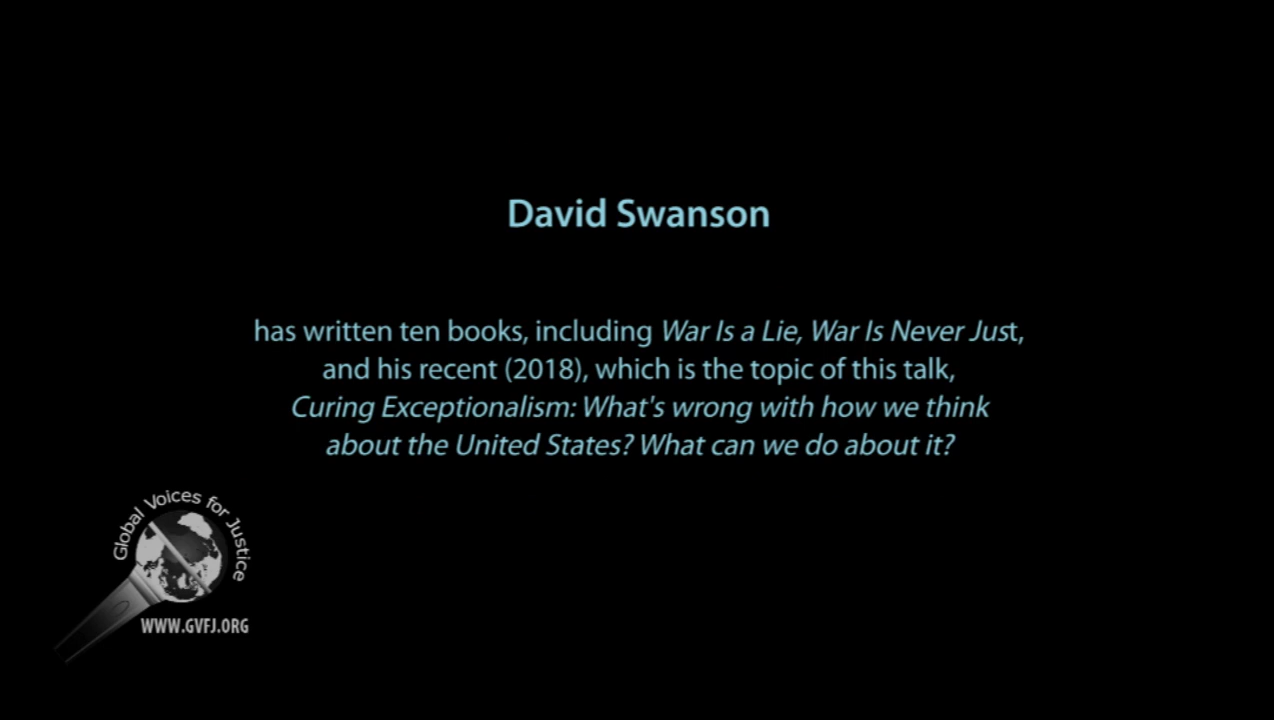 David Swanson
has written ten books, including War Is a Lie, War Is Never Just,
and his recent (2018), which is the topic of this talk,
Curing Exceptionalism: What's wrong with how we think
about the United States? What can we do about it?
Global Voices for Justice
WWW.GVFJ.ORG